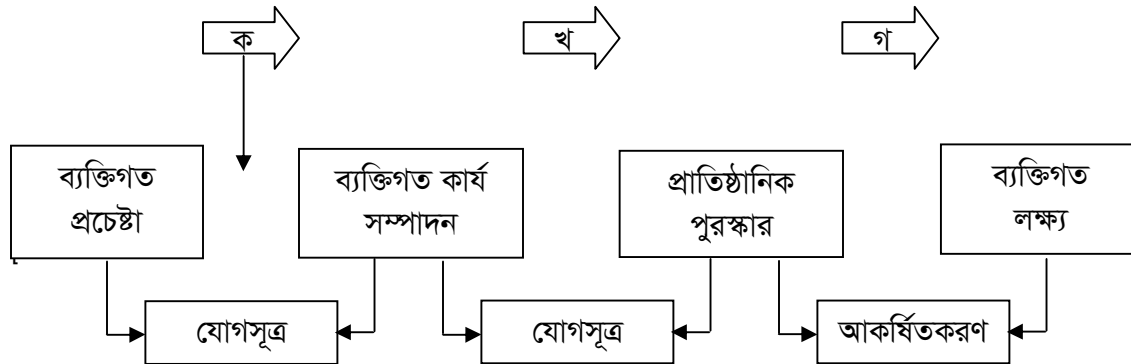 ক
খ
গ
ব্যক্তিগত
প্রচেষ্টা
ব্যক্তিগত কার্য
সম্পাদন
প্রাতিষ্ঠানিক
পুরস্কার
ব্যক্তিগত
লক্ষ্য
যোগসূত্র
যোগসূত্র
আকর্ষিতকরণ